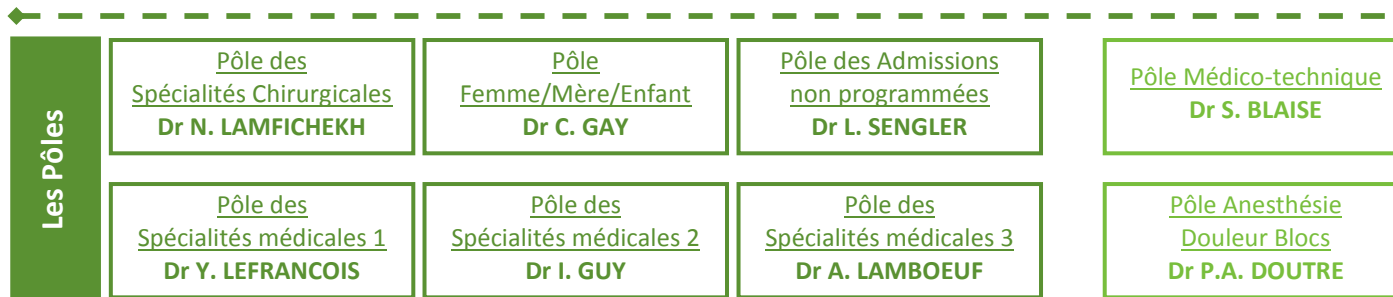 Les Pôles
Pôle des
Spécialités Chirurgicales
Dr N. LAMFICHEKH
Pôle
Femme/Mère/Enfant
Dr C. GAY
Pôle des Admissions
non programmées
Dr L. SENGLER
Pôle Médico-technique
Dr S. BLAISE
Pôle des
Spécialités médicales 1
Dr Y. LEFRANCOIS
Pôle des
Spécialités médicales 2
Dr I. GUY
Pôle des
Spécialités médicales 3
Dr A. LAMBOEUF
Pôle Anesthésie
Douleur Blocs
Dr P.A. DOUTRE